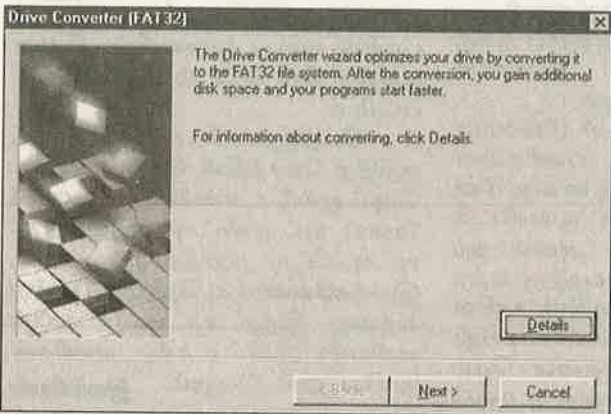 Drive Converter (FAT32)
The Drive Converter wizard optimizes your drive by converting it
to the FAT32 file system. After the conversion, you gain additional
disk space and your programs start faster.
For information about converting, click Details.
Details
Next >
Cancel